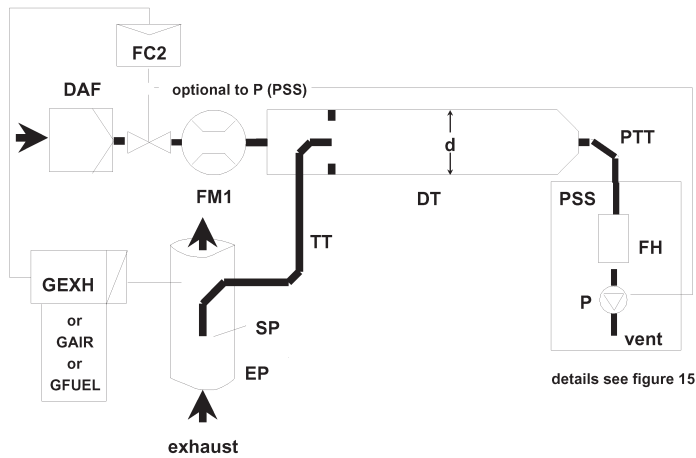 FC2
DAF
optional to P (PSS)
d
PTT
FM1
DT
PSS
TT
FH
GEXH
P
or
GAIR
or
GFUEL
SP
vent
EP
details see figure 15
exhaust